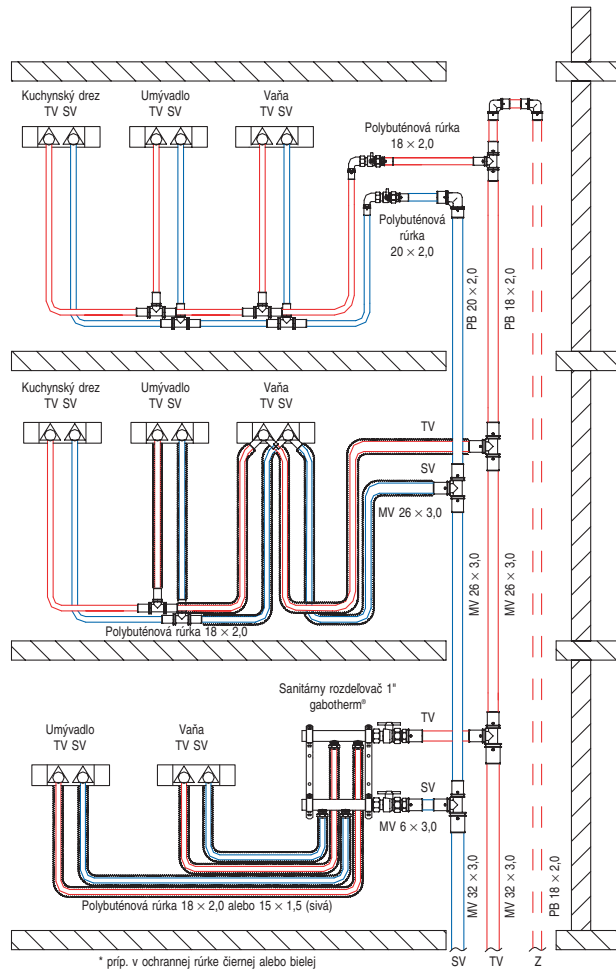 Kuchynský drez
TV SV
Umývadlo
TV SV
Vaňa
TV SV
Polybuténová rúrka
18 × 2,0
Polybuténová
rúrka
20 × 2,0
PB 20 × 2,0
PB 18 × 2,0
Kuchynský drez
TV SV
Umývadlo
TV SV
Vaňa
TV SV
TV
SV
MV 26 × 3,0
MV 26 × 3,0
MV 26 × 3,0
Polybuténová rúrka 18 × 2,0
Sanitárny rozdeľovač 1"
gabotherm®
Umývadlo
TV SV
Vaňa
TV SV
TV
SV
MV 6 × 3,0
MV 32 × 3,0
MV 32 × 3,0
PB 18 × 2,0
Polybuténová rúrka 18 × 2,0 alebo 15 × 1,5 (sivá)
* príp. v ochrannej rúrke čiernej alebo bielej
SV
TV
Z